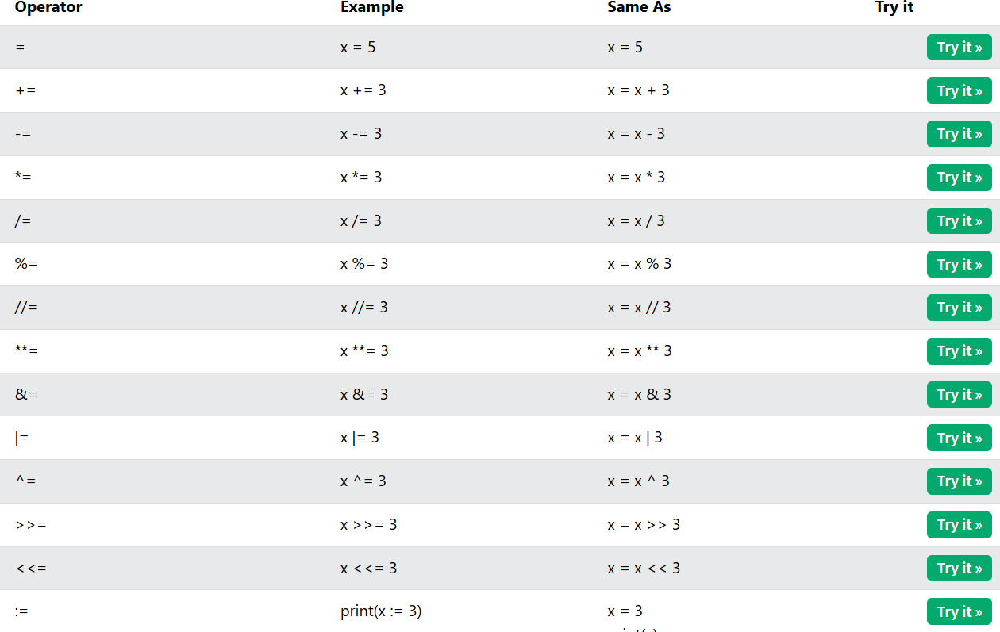 Operator Example Same As Try it
= x = 5 x = 5 Try it »
+= x += 3 x = x + 3 Try it »
-= x -= 3 x = x - 3 Try it »
*= x *= 3 x = x * 3 Try it »
/= x /= 3 x = x / 3 Try it »
%= x %= 3 x = x % 3 Try it »
//= x //= 3 x = x // 3 Try it »
**= x **= 3 x = x ** 3 Try it »
&= x &= 3 x = x & 3 Try it »
|= x |= 3 x = x | 3 Try it »
^= x ^= 3 x = x ^ 3 Try it »
>>= x >>= 3 x = x >> 3 Try it »
<<= x <<= 3 x = x << 3 Try it »
:= print(x := 3) x = 3 Try it »